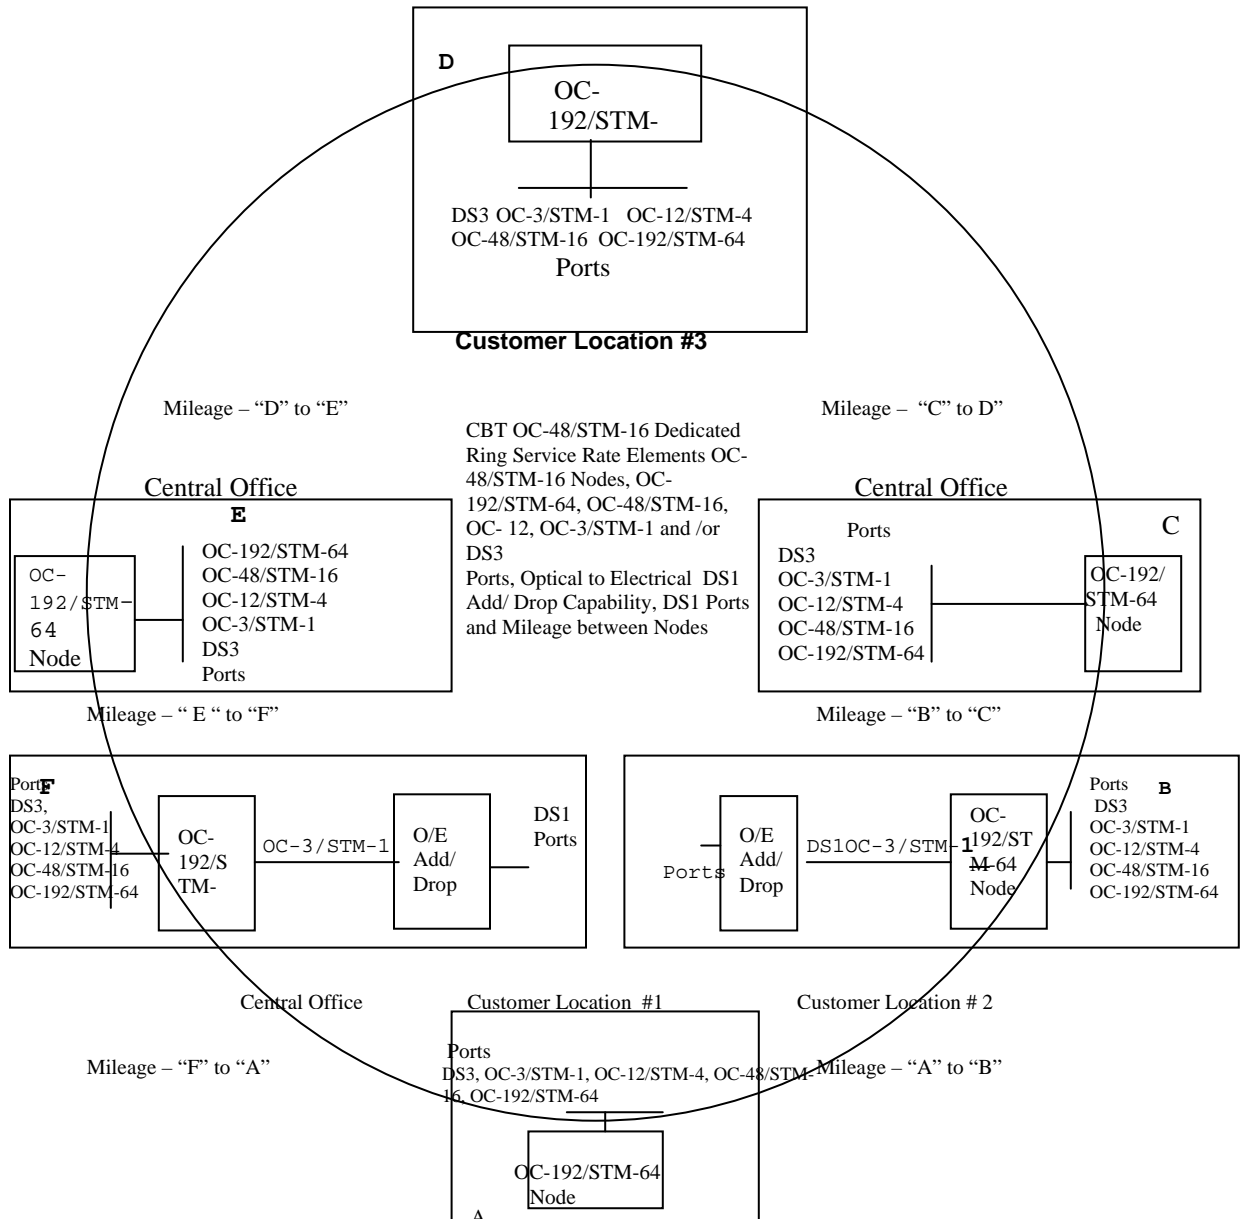 D
OC-
192/STM-
DS3 OC-3/STM-1 OC-12/STM-4
OC-48/STM-16 OC-192/STM-64
Ports
Customer Location #3
Mileage – “D” to “E”
Mileage – “C” to D”
CBT OC-48/STM-16 Dedicated
Ring Service Rate Elements OC-
48/STM-16 Nodes, OC-
192/STM-64, OC-48/STM-16,
OC- 12, OC-3/STM-1 and /or
DS3
Ports, Optical to Electrical DS1
Add/ Drop Capability, DS1 Ports
and Mileage between Nodes
Central Office
E
OC-
192/STM-
64
Node
OC-192/STM-64
OC-48/STM-16
OC-12/STM-4
OC-3/STM-1
DS3
Ports
Central Office
C
Ports
DS3
OC-3/STM-1
OC-12/STM-4
OC-48/STM-16
OC-192/STM-64
OC-192/
STM-64
Node
Mileage – “ E “ to “F”
Mileage – “B” to “C”
Ports
F
DS3,
OC-3/STM-1
OC-12/STM-4
OC-48/STM-16
OC-192/STM-64
OC-
192/S
TM-
OC-3/STM-1
O/E
Add/
Drop
DS1
Ports
Ports
O/E
Add/
Drop
DS1OC-3/STM-1
OC-
192/ST
M-64
Node
Ports
B
DS3
OC-3/STM-1
OC-12/STM-4
OC-48/STM-16
OC-192/STM-64
Central Office
Customer Location #1
Customer Location # 2
Mileage – “F” to “A”
Mileage – “A” to “B”
Ports
DS3, OC-3/STM-1, OC-12/STM-4, OC-48/STM-
16, OC-192/STM-64
OC-192/STM-64
Node
A